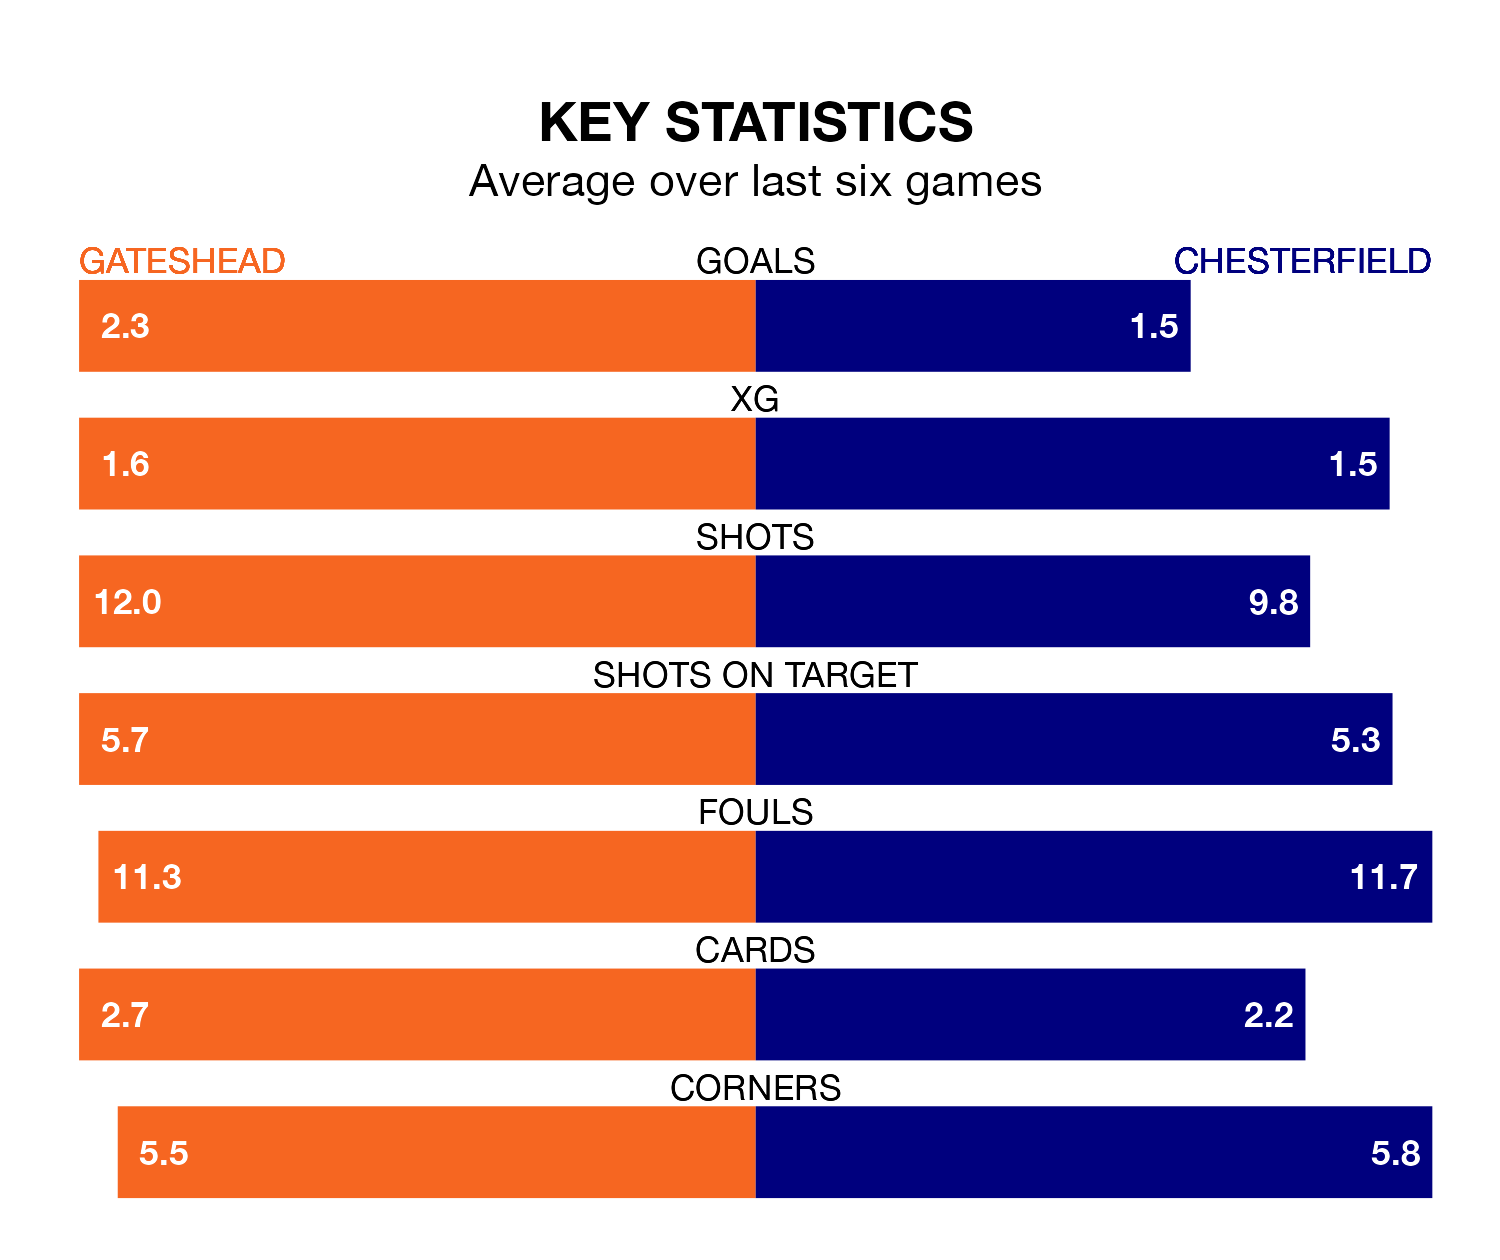 KEY STATISTICS
Average over last six games
GATESHEAD GOALS CHESTERFIELD
2.3 1.5
XG
1.6 1.5
SHOTS
12.0 9.8
SHOTS ON TARGET
5.7 5.3
FOULS
11.3 11.7
CARDS
2.7 2.2
CORNERS
5.5 5.8